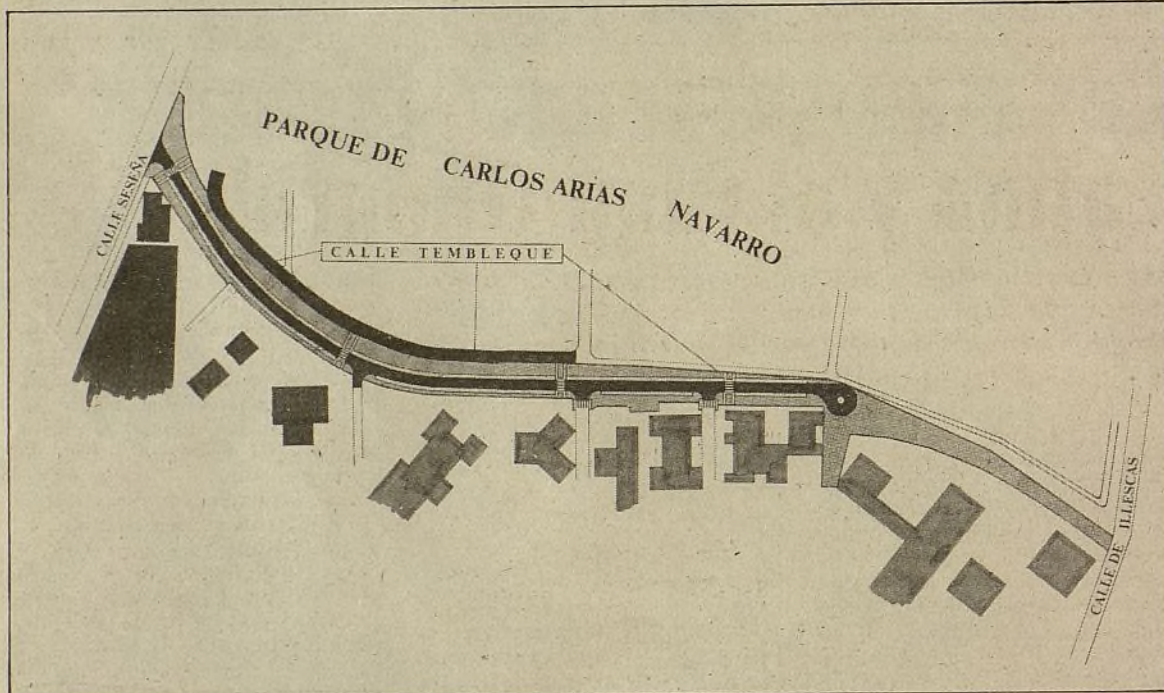 PARQUE DE CARLOS ARIAS NAVARRO
CALLE SESEÑA
CALLE TEMBLEQUE
CALLE DE ILLESCAS